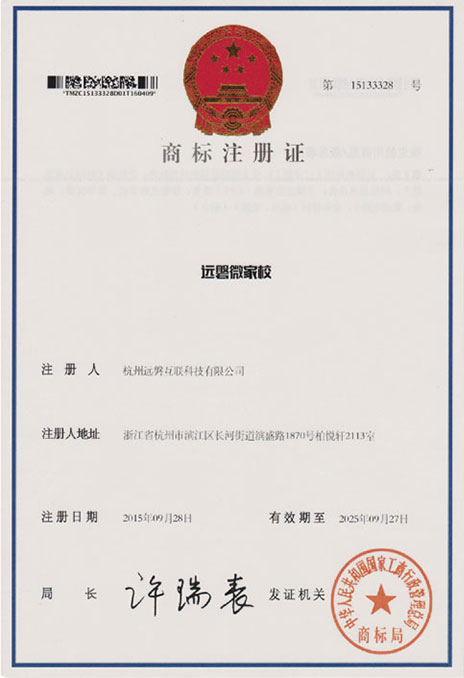 *TMZC15133328D01T160409*
第 15133328 号
商标注册证
远磐微家校
注 册 人 杭州远磐互联科技有限公司
注册人地址 浙江省杭州市滨江区长河街道滨盛路1870号柏悦轩2113室
注册日期 2015年09月28日 有效期至 2025年09月27日
局 长 许瑞表 发证机关
中华人民共和国国家工商行政管理总局
商标局